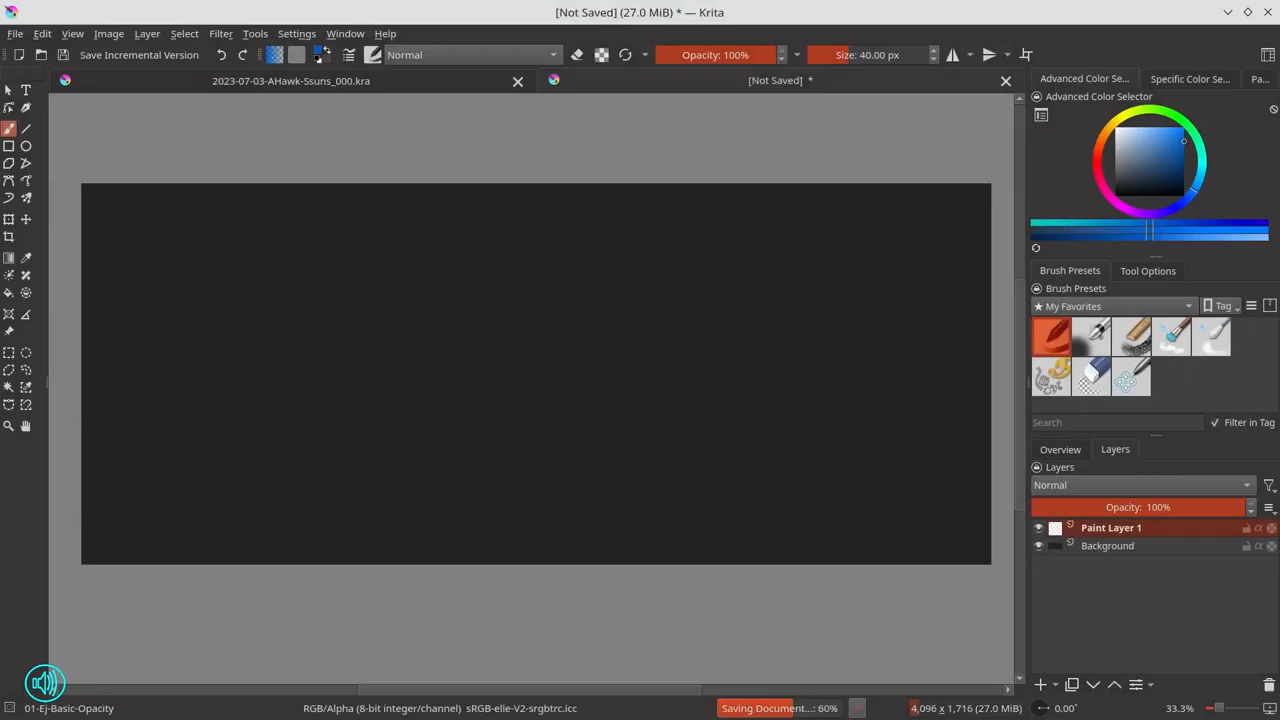 [Not Saved] (27.0 MiB) * — Krita
File Edit View Image Layer Select Filter Tools Settings Window Help
Save Incremental Version Normal Opacity: 100% Size: 40.00 px
2023-07-03-AHawk-Ssuns_000.kra [Not Saved] *
Advanced Color Se... Specific Color Se... Pa...
Advanced Color Selector
Brush Presets Tool Options
Brush Presets
★ My Favorites Tag
Search ✓ Filter in Tag
Overview Layers
Layers
Normal
Opacity: 100%
Paint Layer 1
Background
01-Ej-Basic-Opacity RGB/Alpha (8-bit integer/channel) sRGB-elle-V2-srgbtrc.icc Saving Document...: 60% 4,096 x 1,716 (27.0 MiB) 0.00° 33.3%